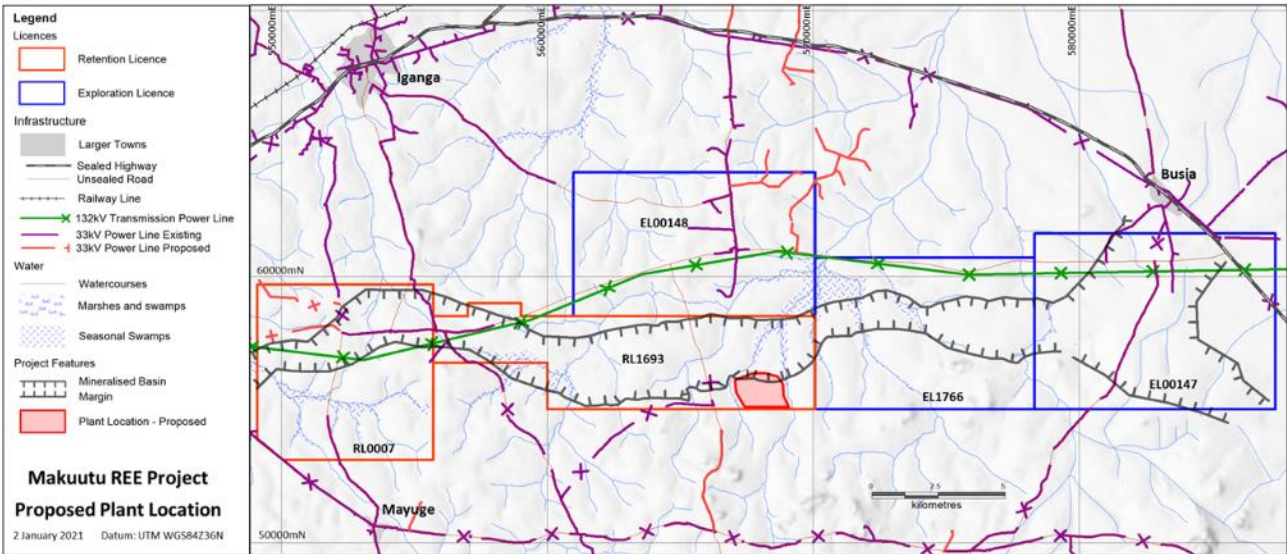 Legend
Licences
Retention Licence
Exploration Licence
Infrastructure
Larger Towns
Sealed Highway
Unsealed Road
Railway Line
132kV Transmission Power Line
33kV Power Line Existing
33kV Power Line Proposed
Water
Watercourses
Marshes and swamps
Seasonal Swamps
Project Features
Mineralised Basin
Margin
Plant Location - Proposed
Makuutu REE Project
Proposed Plant Location
2 January 2021 Datum: UTM WGS84Z36N
550000mE
560000mE
580000mE
Iganga
Busia
EL00148
60000mN
RL1693
EL00147
EL1766
RL0007
Mayuge
50000mN
0 2.5 5
kilometres